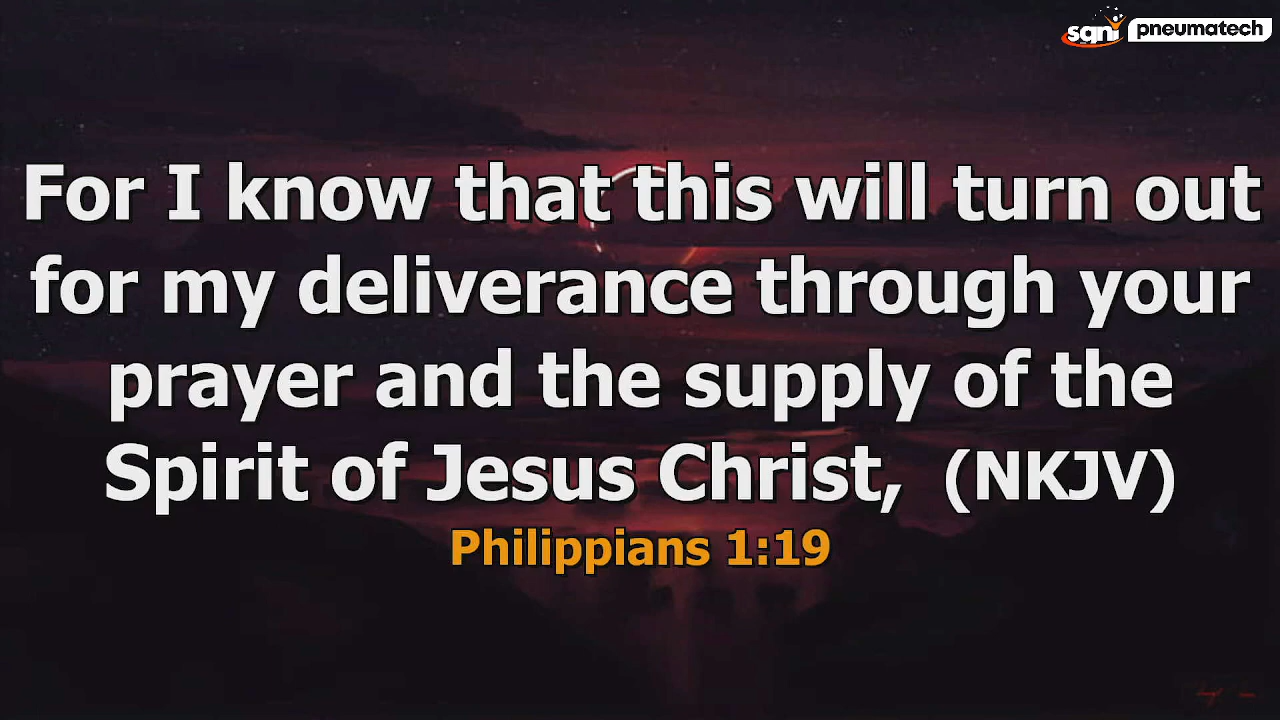 sqni pneumatech
For I know that this will turn out
for my deliverance through your
prayer and the supply of the
Spirit of Jesus Christ, (NKJV)
Philippians 1:19